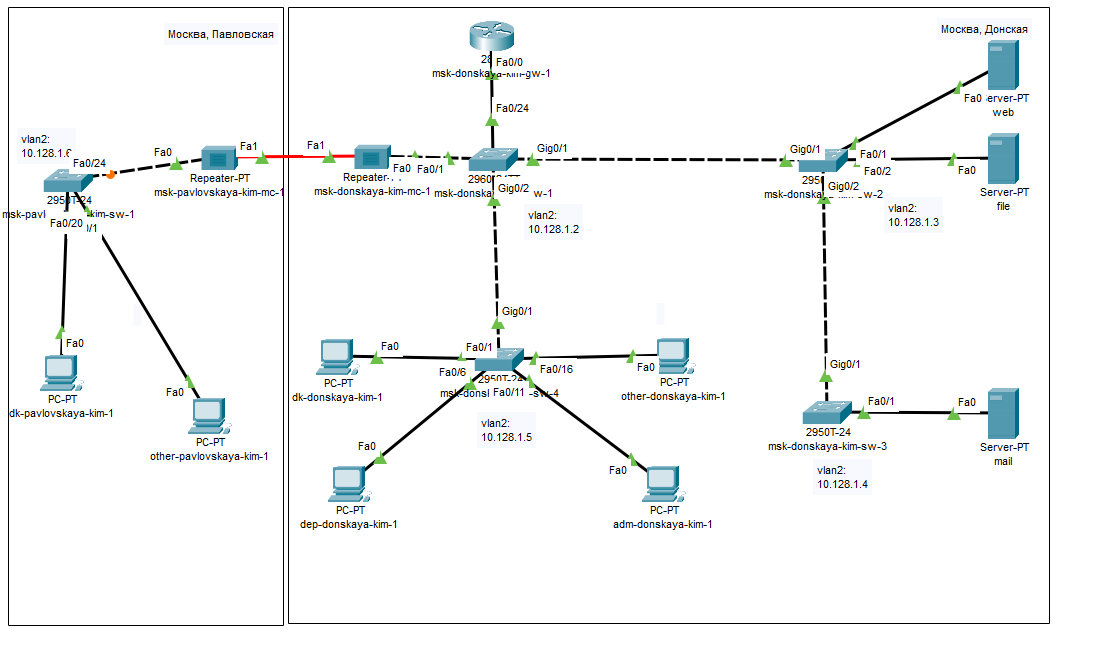 Москва, Павловская
Москва, Донская
Fa0/0
msk-donskaya-kim-gw-1
Fa0/24
Fa0
Server-PT
web
vlan2:
10.128.1.6
Fa0/24
Fa0
Fa1
Fa1
Gig0/1
Gig0/1
Fa0/1
Fa0/2
Fa0
Repeater-PT
msk-pavlovskaya-kim-mc-1
Repeater-
msk-donskaya-kim-mc-1
Fa0
Fa0/1
Gig0/2
Gig0/2
Server-PT
file
2950T-24
Fa0/20
vlan2:
10.128.1.2
vlan2:
10.128.1.3
Gig0/1
Fa0
PC-PT
dk-pavlovskaya-kim-1
Fa0
PC-PT
other-pavlovskaya-kim-1
Fa0
Fa0/1
Fa0/6
Fa0/16
Fa0/11
Fa0
PC-PT
dk-donskaya-kim-1
PC-PT
other-donskaya-kim-1
vlan2:
10.128.1.5
Fa0
PC-PT
dep-donskaya-kim-1
Fa0
PC-PT
adm-donskaya-kim-1
Gig0/1
Fa0/1
Fa0
2950T-24
msk-donskaya-kim-sw-3
vlan2:
10.128.1.4
Server-PT
mail